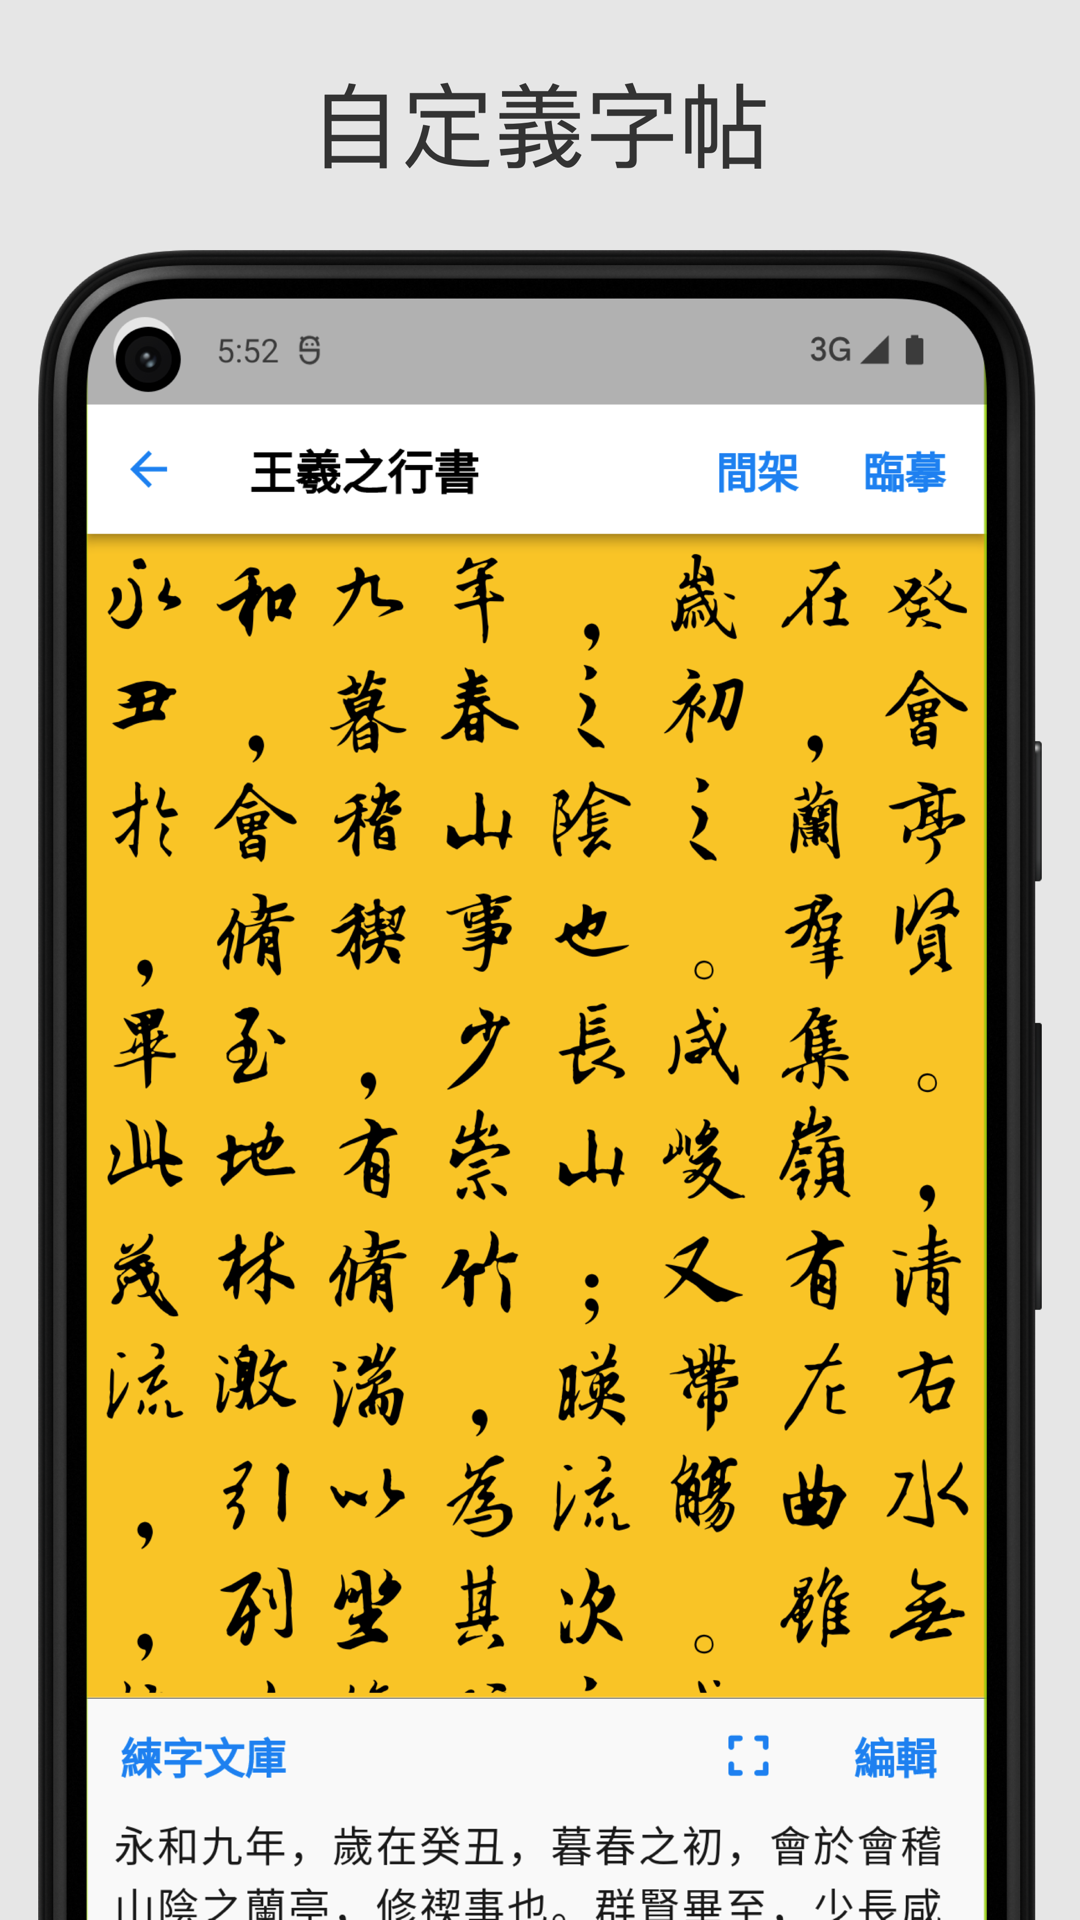 自定義字帖
5:52
3G
王羲之行書
間架
臨摹
永和九年，歲在癸
丑，暮春之初，會
於會稽山陰之蘭亭
，脩稧事也。羣賢
畢至，少長咸集。
此地有崇山峻嶺，
茂林脩竹；又有清
流激湍，暎帶左右
，引以為流觴曲水
，列坐其次。雖無
練字文庫
編輯
永和九年，歲在癸丑，暮春之初，會於會稽
山陰之蘭亭，修禊事也。群賢畢至，少長咸